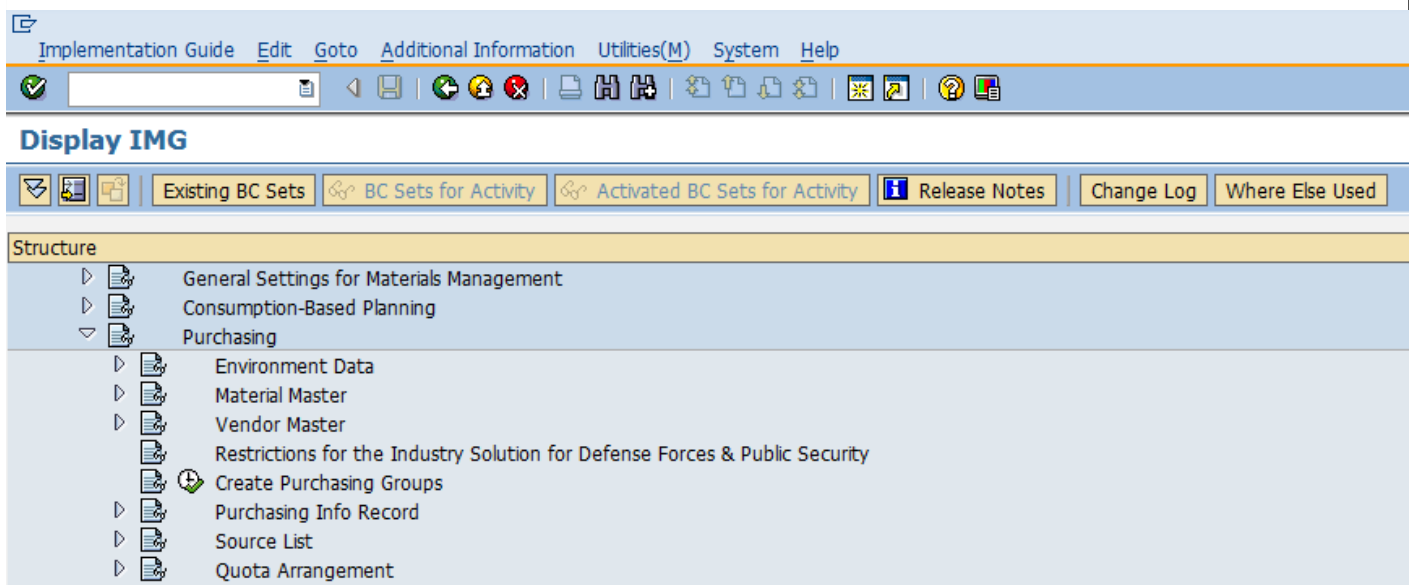 Implementation Guide Edit Goto Additional Information Utilities(M) System Help
Display IMG
Existing BC Sets BC Sets for Activity Activated BC Sets for Activity Release Notes Change Log Where Else Used
Structure
General Settings for Materials Management
Consumption-Based Planning
Purchasing
Environment Data
Material Master
Vendor Master
Restrictions for the Industry Solution for Defense Forces & Public Security
Create Purchasing Groups
Purchasing Info Record
Source List
Quota Arrangement